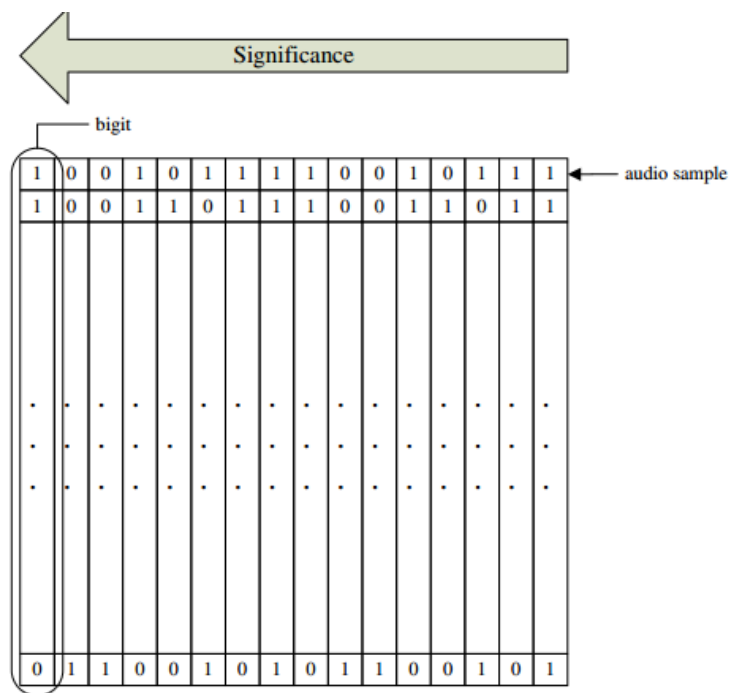 Significance
bigit
1 0 0 1 0 1 1 1 1 0 0 1 0 1 1 1 audio sample
1 0 0 1 1 0 1 1 1 0 0 1 1 0 1 1
. . . . . . . . . . . . . . . .
. . . . . . . . . . . . . . . .
. . . . . . . . . . . . . . . .
0 1 1 0 0 1 0 1 0 1 1 0 0 1 0 1